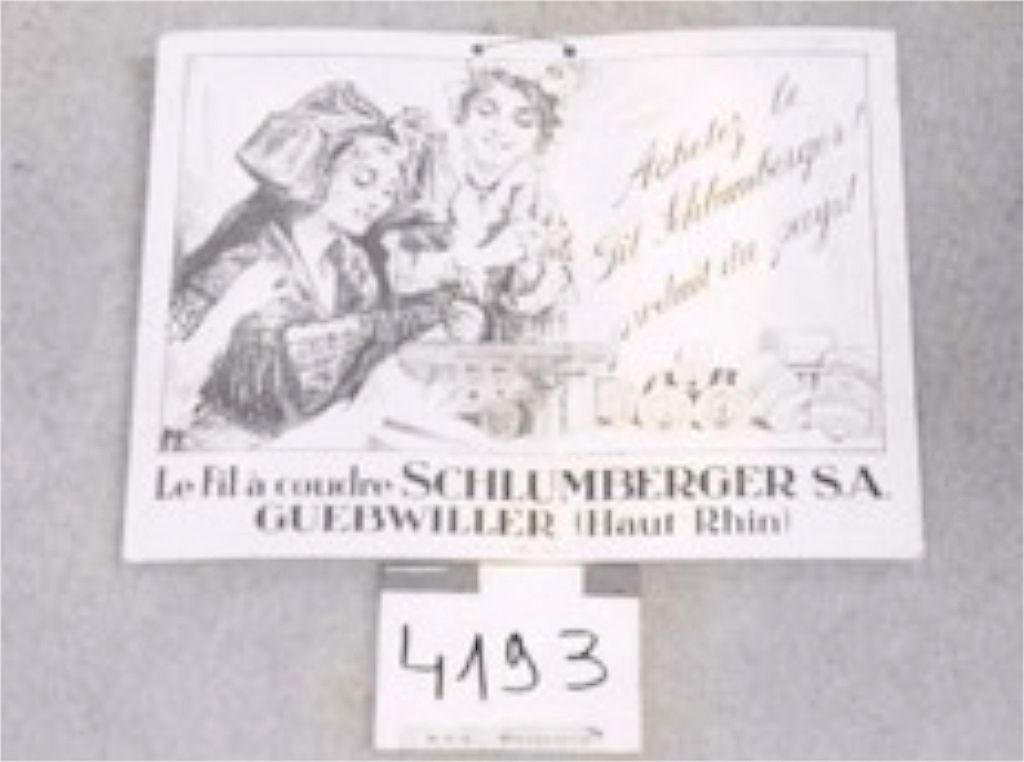 Achetez le
Fil Schlumberger!
produit du pays!
Le Fil à coudre SCHLUMBERGER S.A.
GUEBWILLER (Haut Rhin)
4193